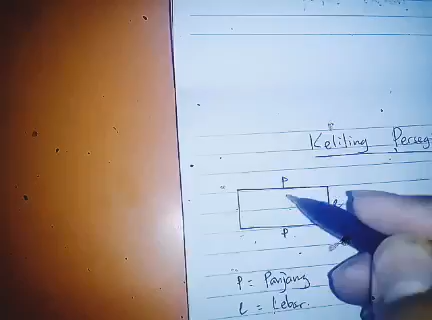 Keliling Perseg
P
l
P
P = Panjang
l = Lebar.